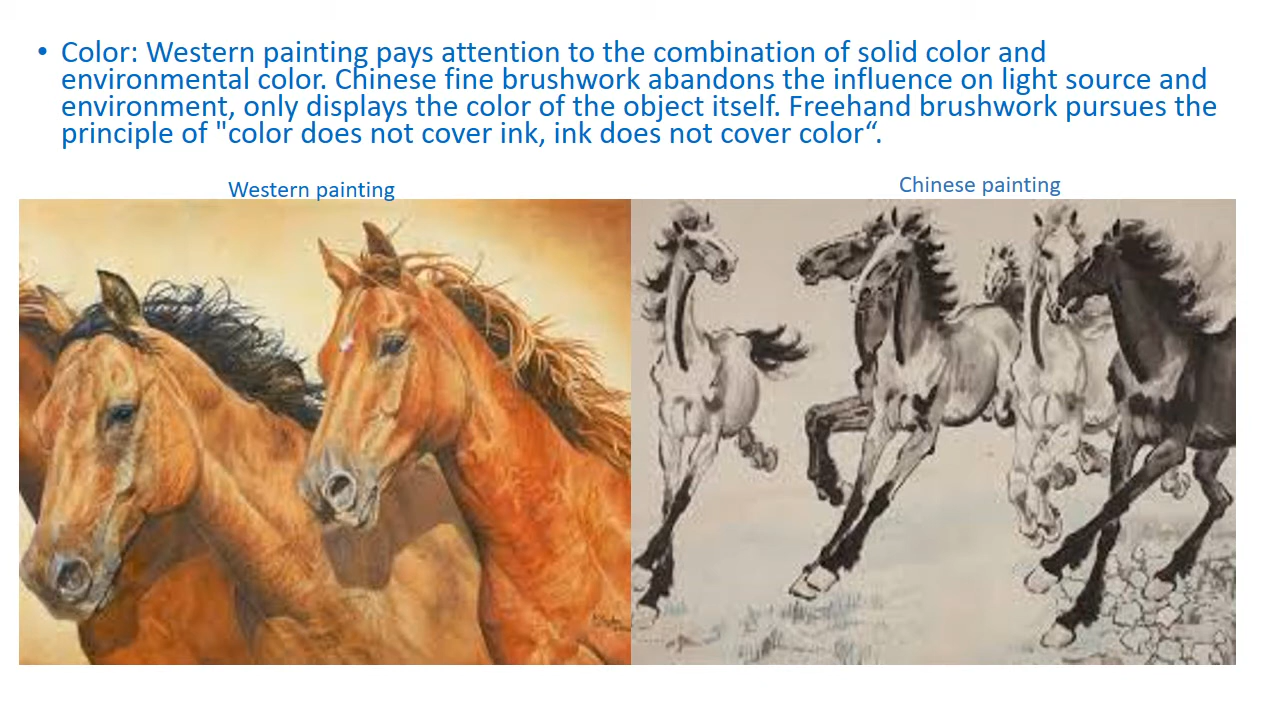 • Color: Western painting pays attention to the combination of solid color and
environmental color. Chinese fine brushwork abandons the influence on light source and
environment, only displays the color of the object itself. Freehand brushwork pursues the
principle of "color does not cover ink, ink does not cover color“.
Western painting
Chinese painting